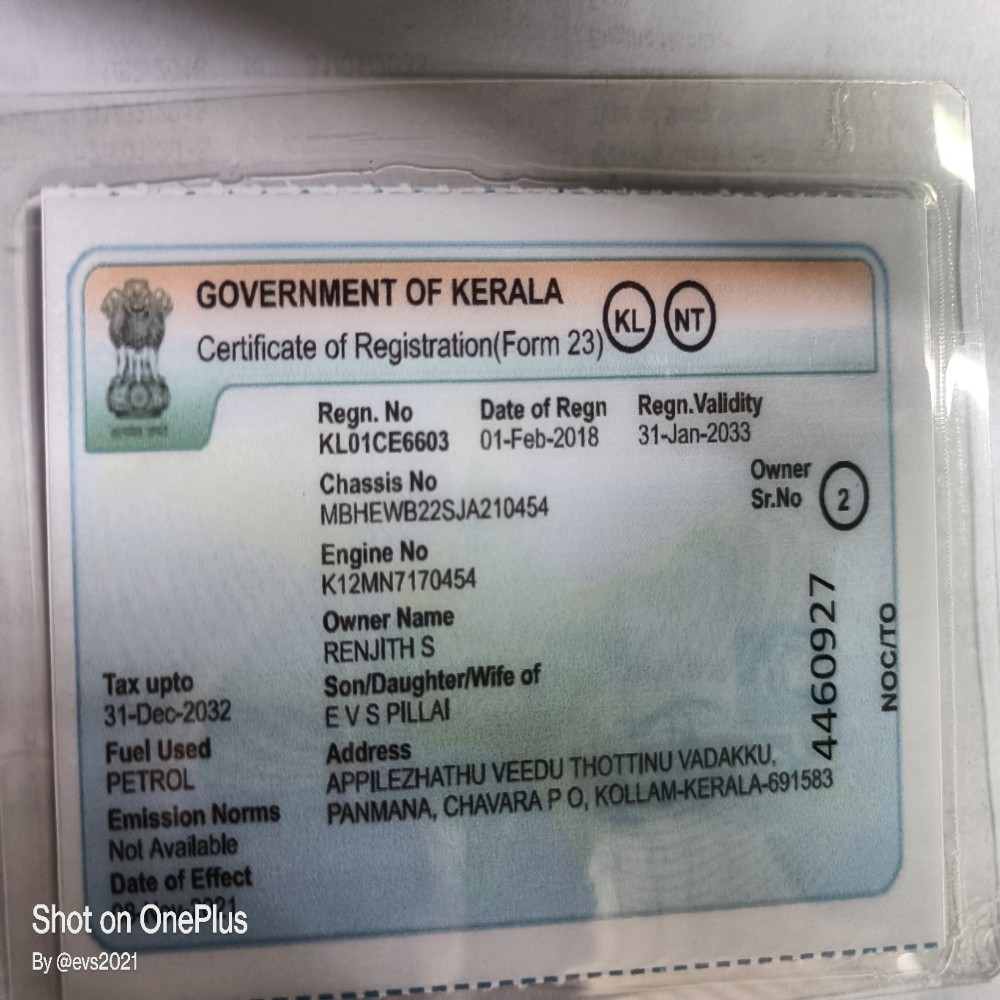 GOVERNMENT OF KERALA
Certificate of Registration(Form 23)
KL NT
Regn. No Date of Regn Regn.Validity
KL01CE6603 01-Feb-2018 31-Jan-2033
Chassis No
MBHEWB22SJA210454
Owner
Sr.No 2
Engine No
K12MN7170454
Owner Name
RENJITH S
Son/Daughter/Wife of
E V S PILLAI
Address
APPILEZHATHU VEEDU THOTTINU VADAKKU,
PANMANA, CHAVARA P O, KOLLAM-KERALA-691583
Tax upto
31-Dec-2032
Fuel Used
PETROL
Emission Norms
Not Available
Date of Effect
4460927
NOC/TO
Shot on OnePlus
By @evs2021